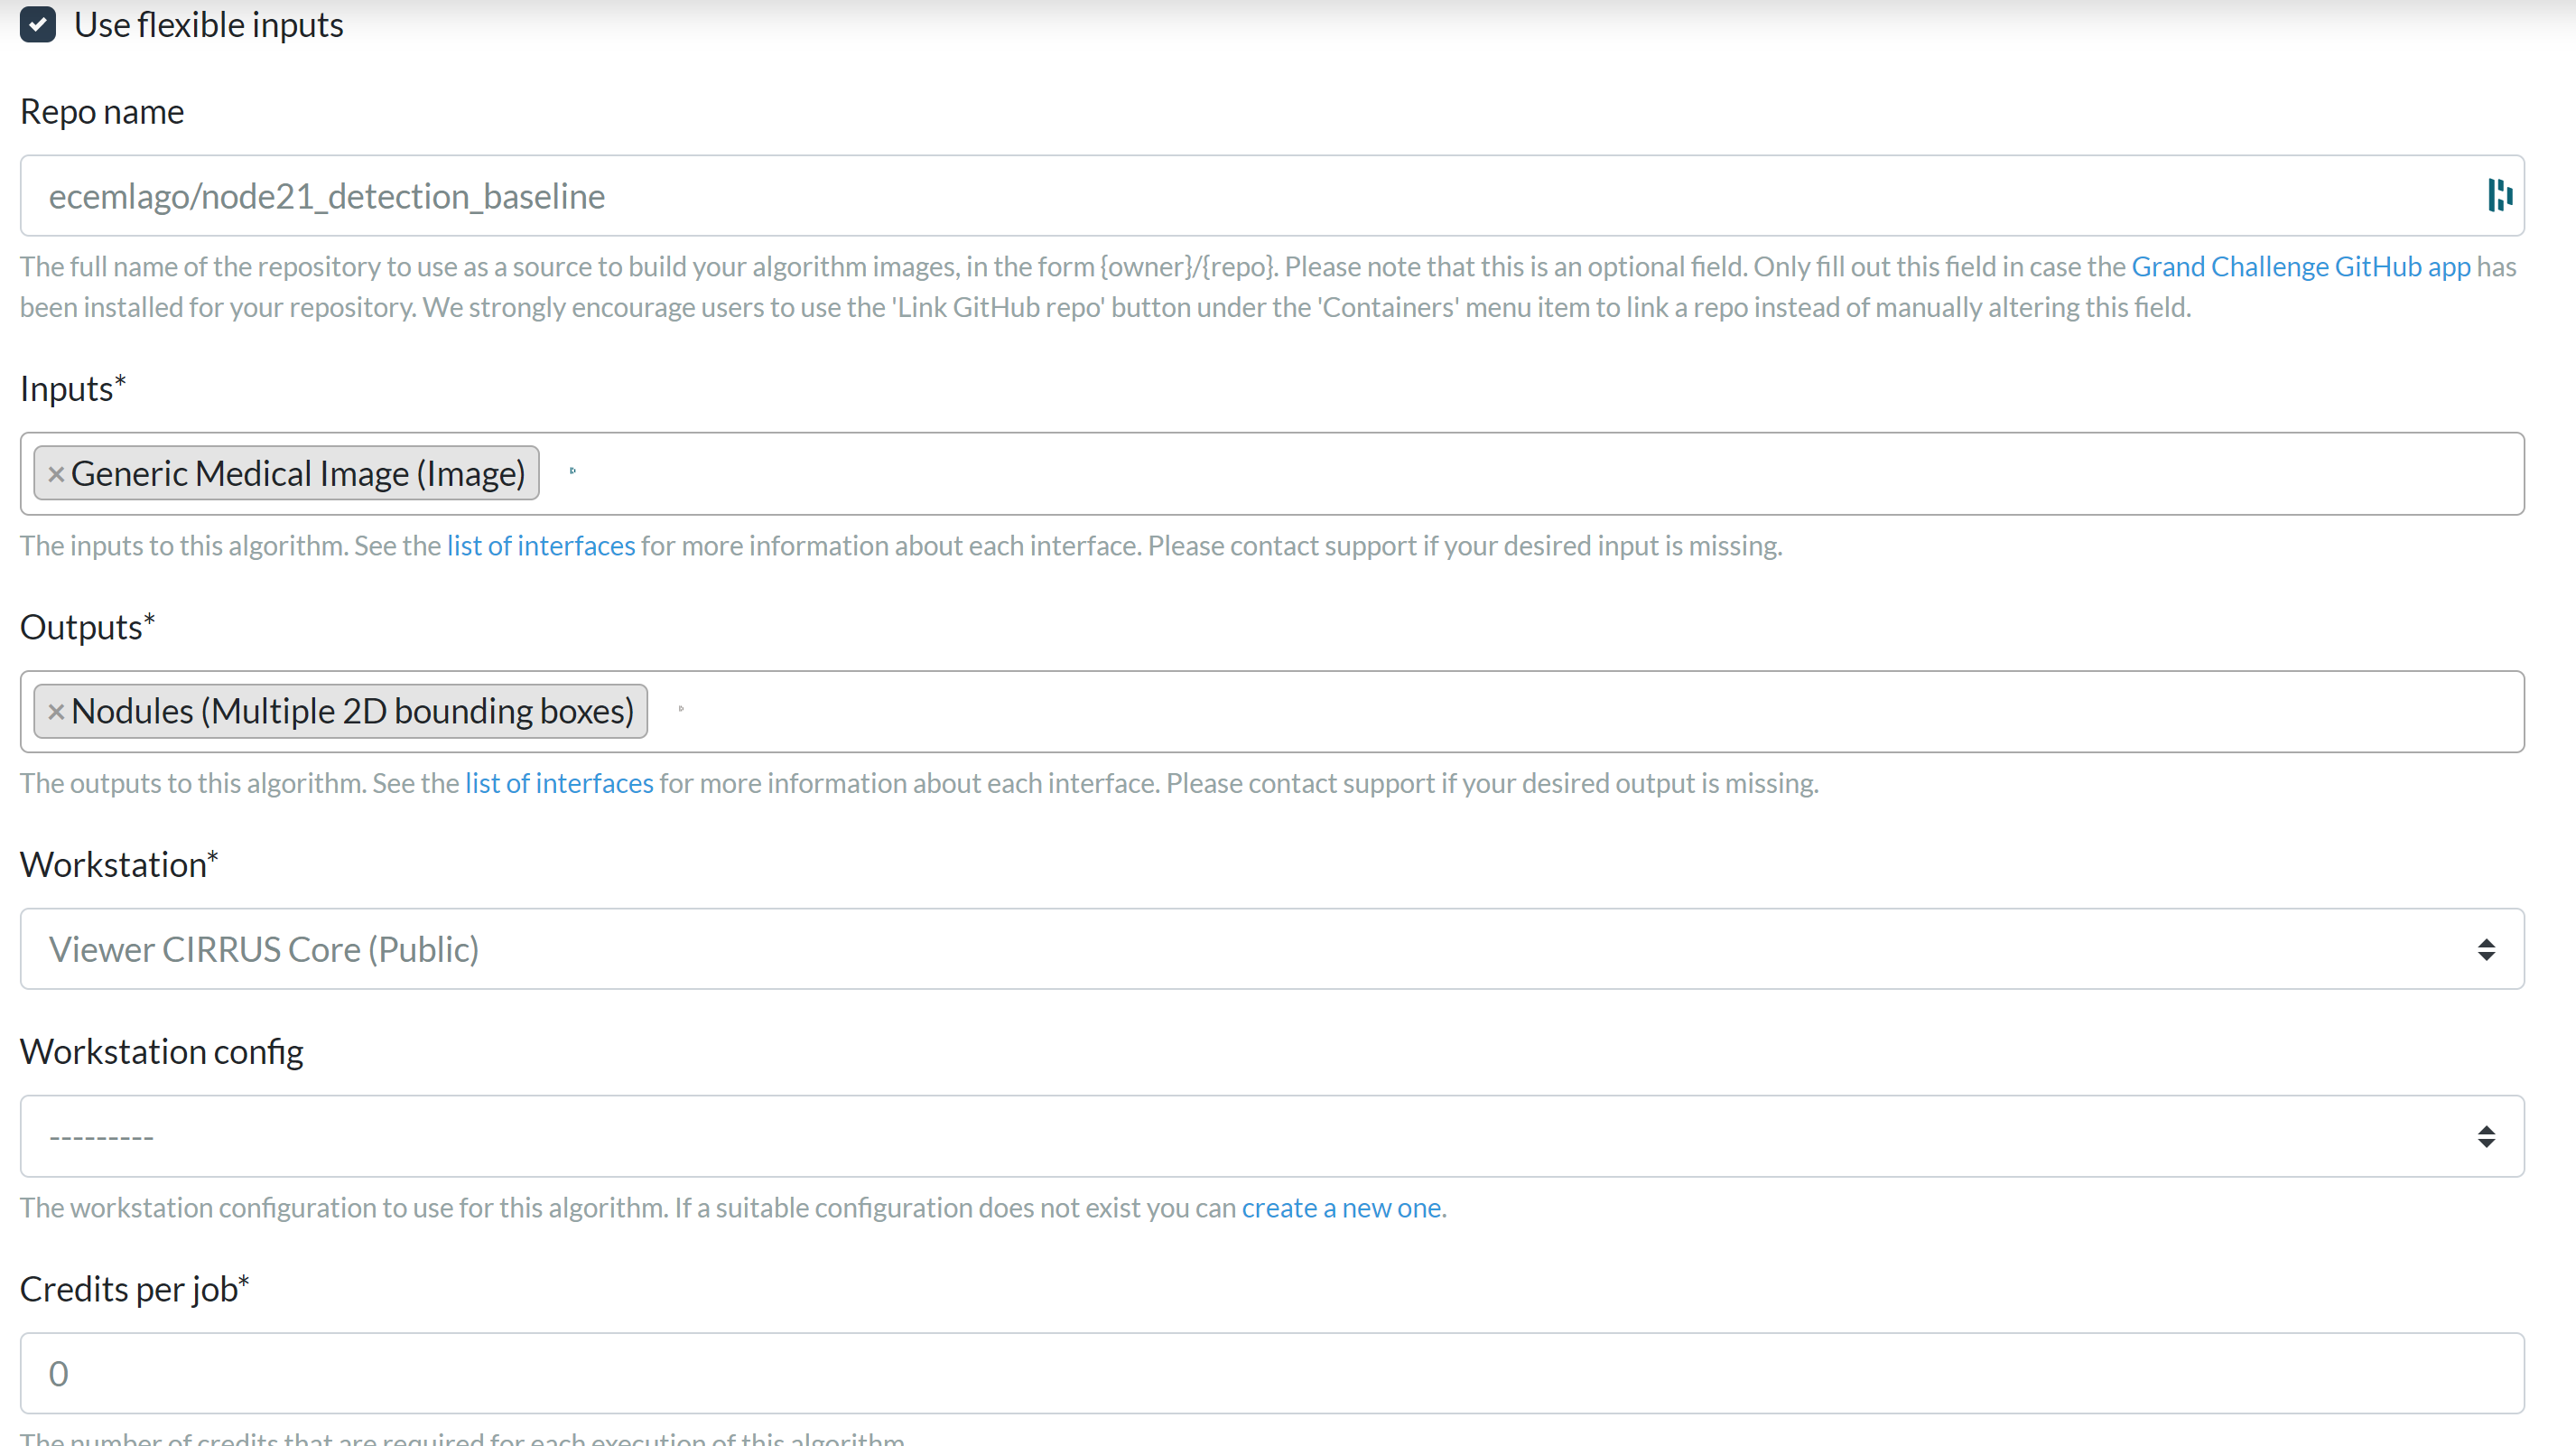 Use flexible inputs
Repo name
ecemlago/node21_detection_baseline
The full name of the repository to use as a source to build your algorithm images, in the form {owner}/{repo}. Please note that this is an optional field. Only fill out this field in case the Grand Challenge GitHub app has
been installed for your repository. We strongly encourage users to use the 'Link GitHub repo' button under the 'Containers' menu item to link a repo instead of manually altering this field.
Inputs*
×Generic Medical Image (Image)
The inputs to this algorithm. See the list of interfaces for more information about each interface. Please contact support if your desired input is missing.
Outputs*
×Nodules (Multiple 2D bounding boxes)
The outputs to this algorithm. See the list of interfaces for more information about each interface. Please contact support if your desired output is missing.
Workstation*
Viewer CIRRUS Core (Public)
Workstation config
---------
The workstation configuration to use for this algorithm. If a suitable configuration does not exist you can create a new one.
Credits per job*
0
The number of credits that are required for each execution of this algorithm.